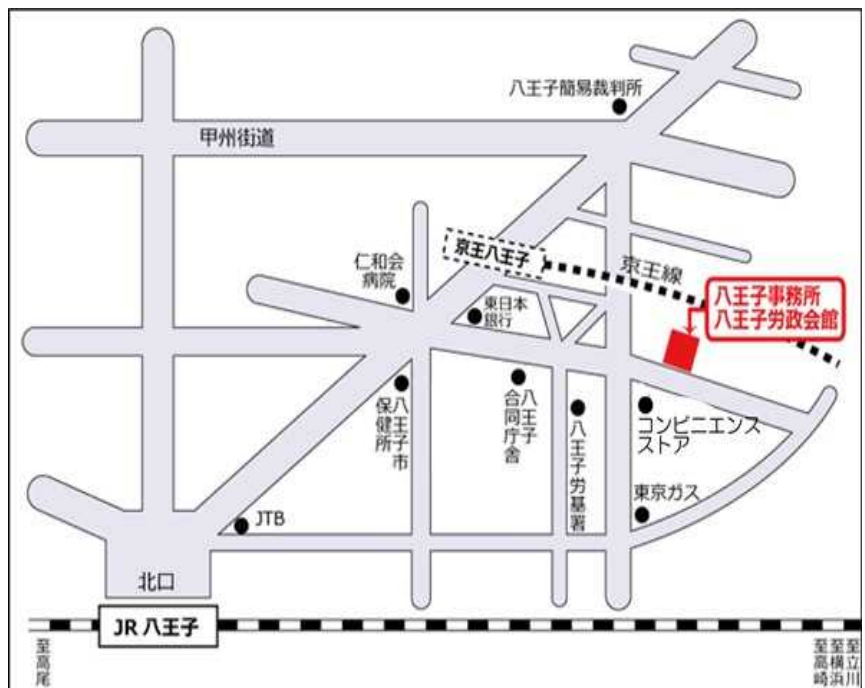 八王子簡易裁判所
甲州街道
京王八王子
京王線
仁和会
病院
東日本
銀行
八王子事務所
八王子労政会館
八王子市
保健所
八王子
合同庁舎
八王子労基署
コンビニエンス
ストア
東京ガス
JTB
北口
JR 八王子
至高尾
至立川
至横浜
至高崎